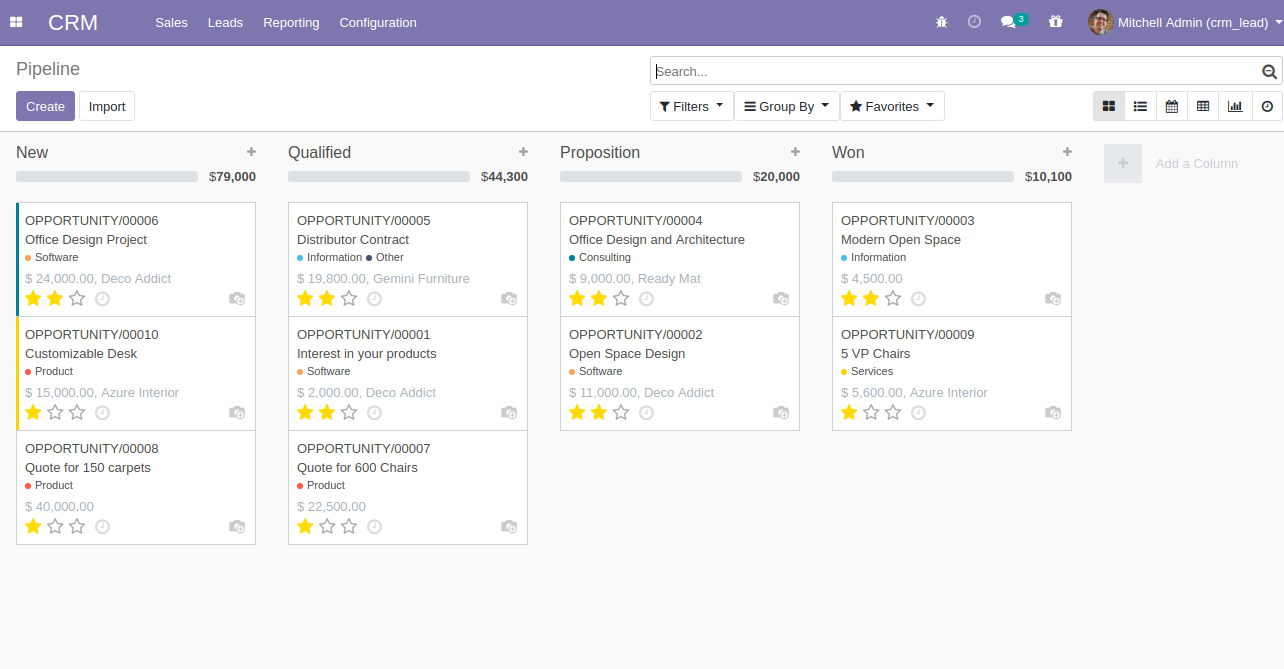 CRM Sales Leads Reporting Configuration 3 Mitchell Admin (crm_lead)
Pipeline
Search...
Create Import Filters Group By Favorites
New
$79,000
OPPORTUNITY/00006
Office Design Project
Software
$ 24,000.00, Deco Addict
OPPORTUNITY/00010
Customizable Desk
Product
$ 15,000.00, Azure Interior
OPPORTUNITY/00008
Quote for 150 carpets
Product
$ 40,000.00
Qualified
$44,300
OPPORTUNITY/00005
Distributor Contract
Information Other
$ 19,800.00, Gemini Furniture
OPPORTUNITY/00001
Interest in your products
Software
$ 2,000.00, Deco Addict
OPPORTUNITY/00007
Quote for 600 Chairs
Product
$ 22,500.00
Proposition
$20,000
OPPORTUNITY/00004
Office Design and Architecture
Consulting
$ 9,000.00, Ready Mat
OPPORTUNITY/00002
Open Space Design
Software
$ 11,000.00, Deco Addict
Won
$10,100
OPPORTUNITY/00003
Modern Open Space
Information
$ 4,500.00
OPPORTUNITY/00009
5 VP Chairs
Services
$ 5,600.00, Azure Interior
Add a Column